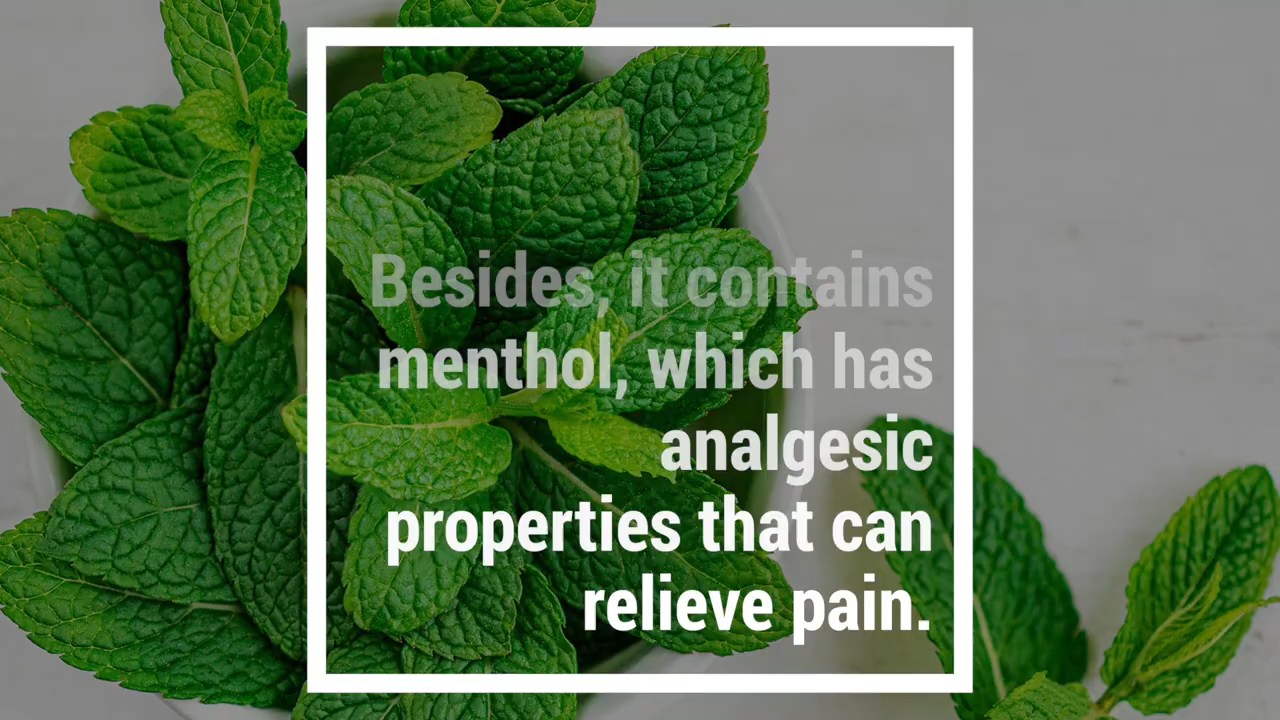 Besides, it contains
menthol, which has
analgesic
properties that can
relieve pain.